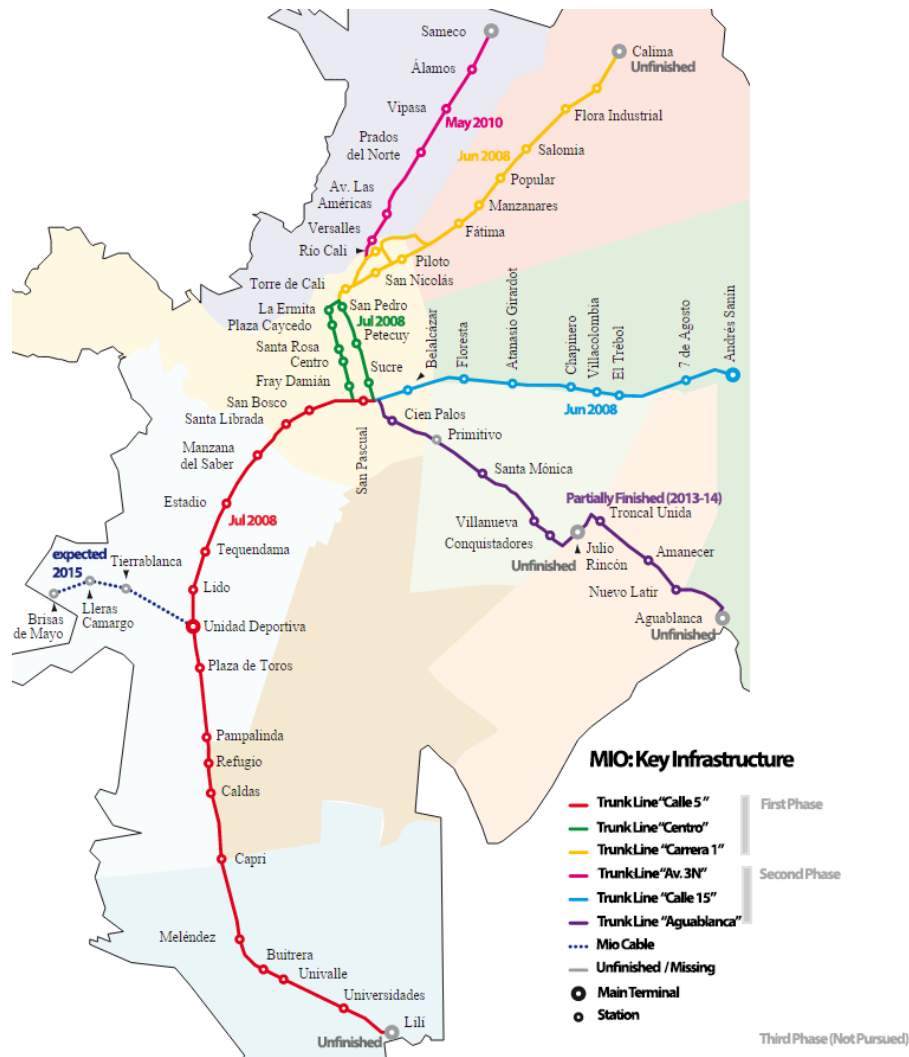 Sameco
Álamos
Vipasa
May 2010
Prados
del Norte
Av. Las
Américas
Versalles
Río Cali
Calima
Unfinished
Flora Industrial
Jun 2008
Salomia
Popular
Manzanares
Fátima
Piloto
San Nicolás
Torre de Cali
La Ermita
San Pedro
Plaza Caycedo
Jul 2008
Petecuy
Santa Rosa
Centro
Sucre
Fray Damián
San Bosco
Belalcázar
Floresta
Atanasio Girardot
Chapinero
Villacolombia
El Trébol
7 de Agosto
Andrés Sanín
Jun 2008
Santa Librada
San Pascual
Cien Palos
Primitivo
Manzana
del Saber
Santa Mónica
Estadio
Jul 2008
Partially Finished (2013-14)
Troncal Unida
Villanueva
Conquistadores
Unfinished
Julio
Rincón
Amanecer
Nuevo Latir
Aguablanca
Unfinished
Tequendama
expected
2015
Tierrablanca
Lido
Brisas
de Mayo
Lleras
Camargo
Unidad Deportiva
Plaza de Toros
Pampalinda
Refugio
Caldas
Capri
Meléndez
Buitrera
Univalle
Universidades
Lilí
Unfinished
MIO: Key Infrastructure
Trunk Line "Calle 5"
First Phase
Trunk Line "Centro"
Trunk Line "Carrera 1"
Trunk Line "Av. 3N"
Second Phase
Trunk Line "Calle 15"
Trunk Line "Aguablanca"
Mio Cable
Unfinished / Missing
Main Terminal
Station
Third Phase (Not Pursued)